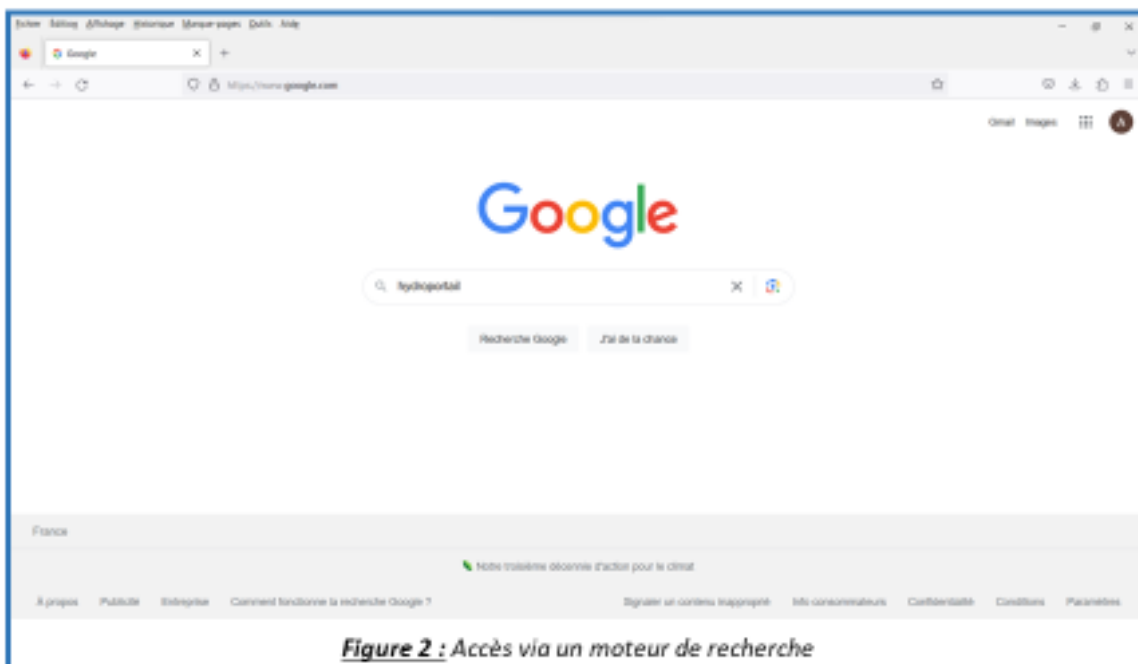 Fichier Édition Affichage Historique Marque-pages Outils Aide
Google
https://www.google.com
Gmail Images
A
Google
hydroportail
Recherche Google J'ai de la chance
France
Notre troisième décennie d'action pour le climat
À propos Publicité Entreprise Comment fonctionne la recherche Google ? Signaler un contenu inapproprié Info consommateurs Confidentialité Conditions Paramètres
Figure 2 : Accès via un moteur de recherche